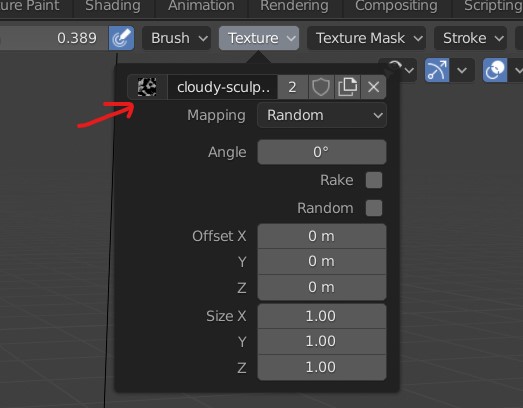 ure Paint Shading Animation Rendering Compositing Scripting
0.389 Brush Texture Texture Mask Stroke
cloudy-sculp.. 2
Mapping Random
Angle 0°
Rake
Random
Offset X 0 m
Y 0 m
Z 0 m
Size X 1.00
Y 1.00
Z 1.00